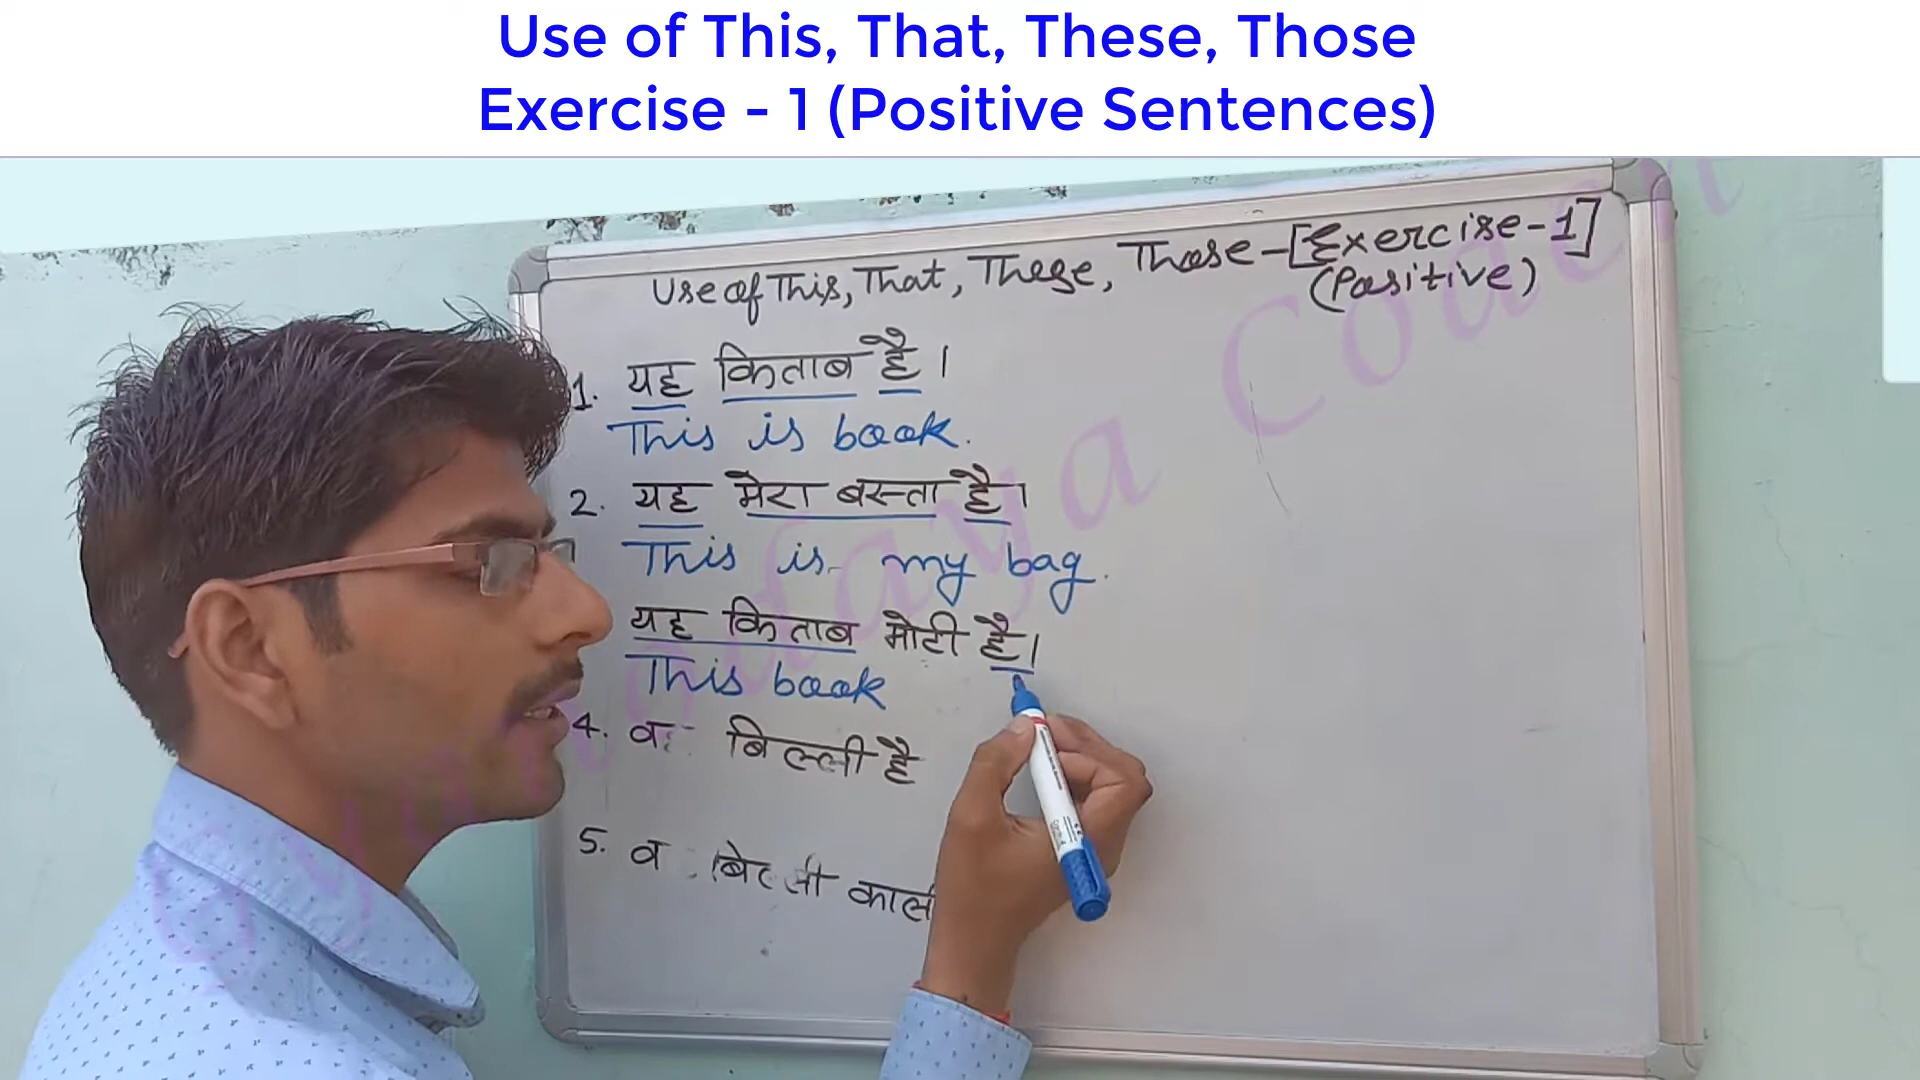 Use of This, That, These, Those
Exercise - 1 (Positive Sentences)
Use of This, That, These, Those - [Exercise-1]
(Positive)
1. यह किताब है।
This is book.
2. यह मेरा बस्ता है।
This is my bag.
यह किताब मोटी है।
This book
4. व बिल्ली है
5. व बिल्ली काली